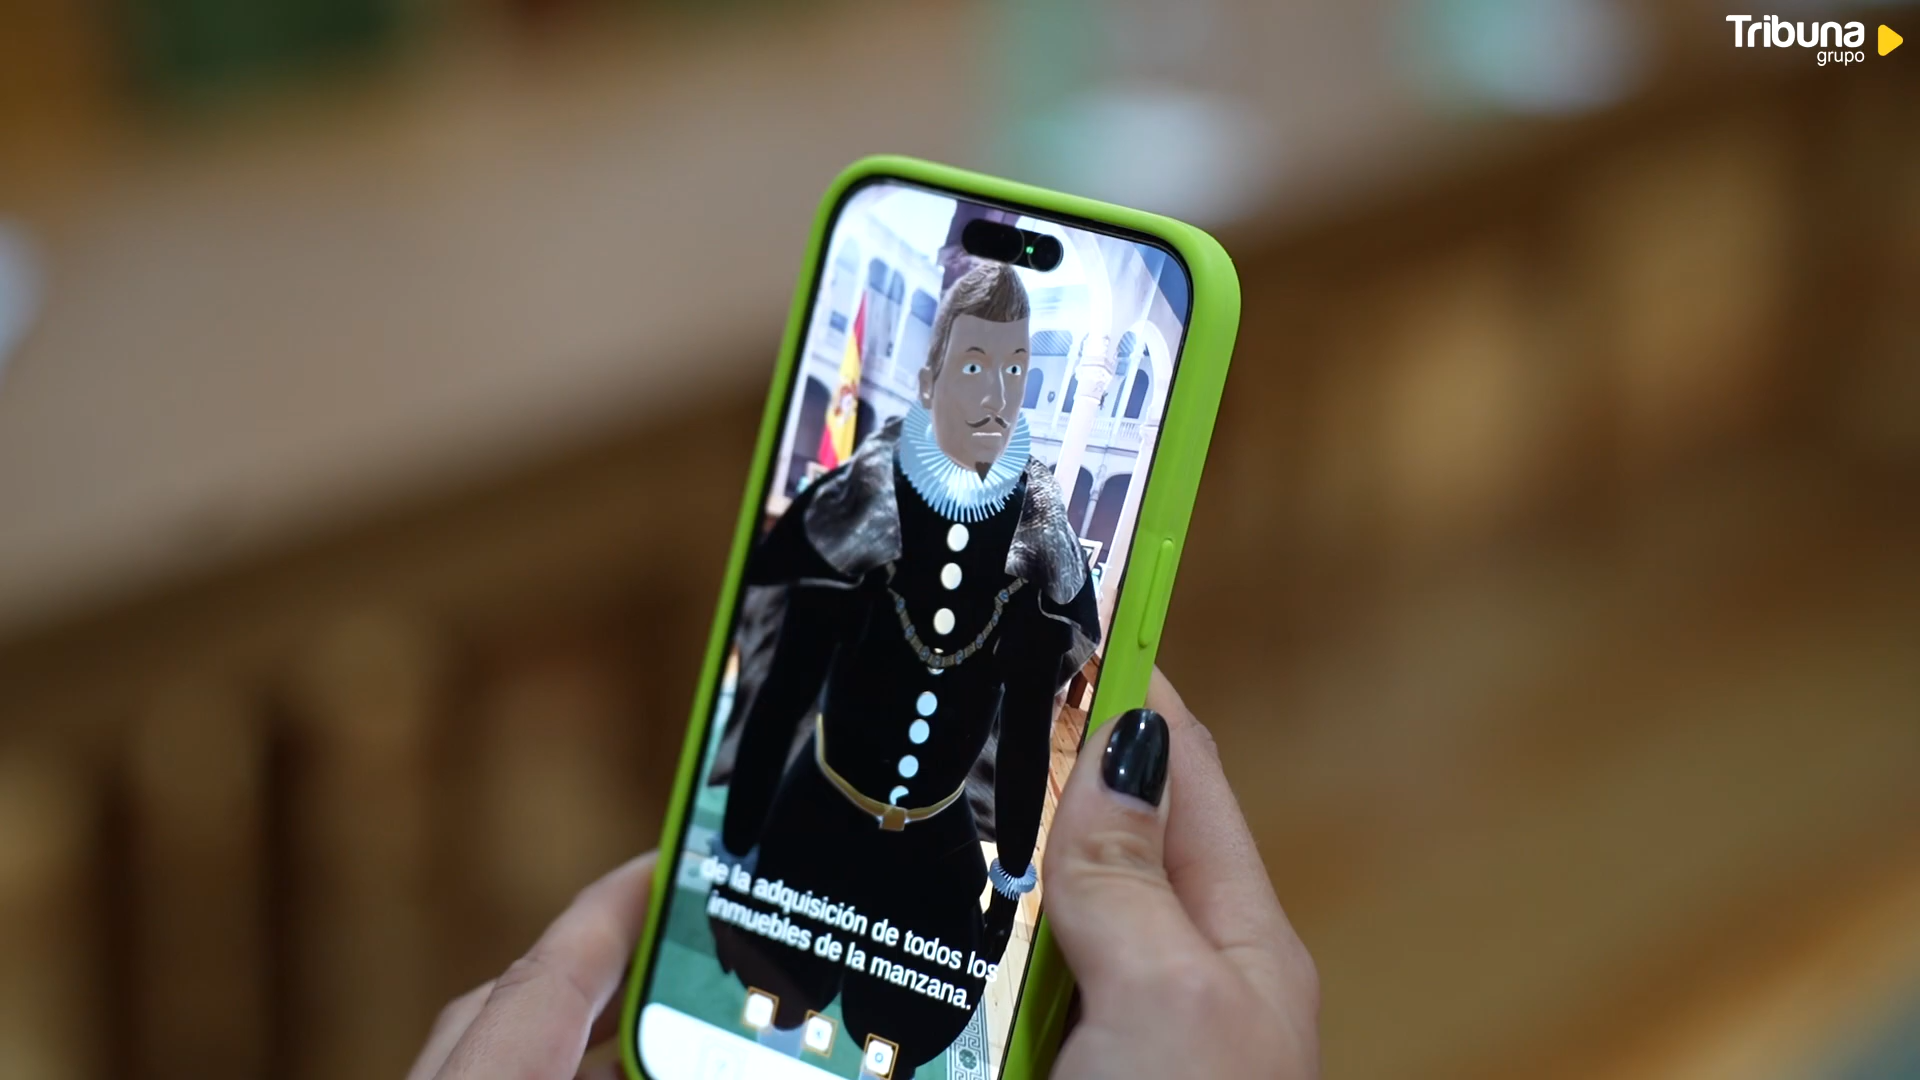 Tribuna
grupo
de la adquisición de todos los
inmuebles de la manzana.